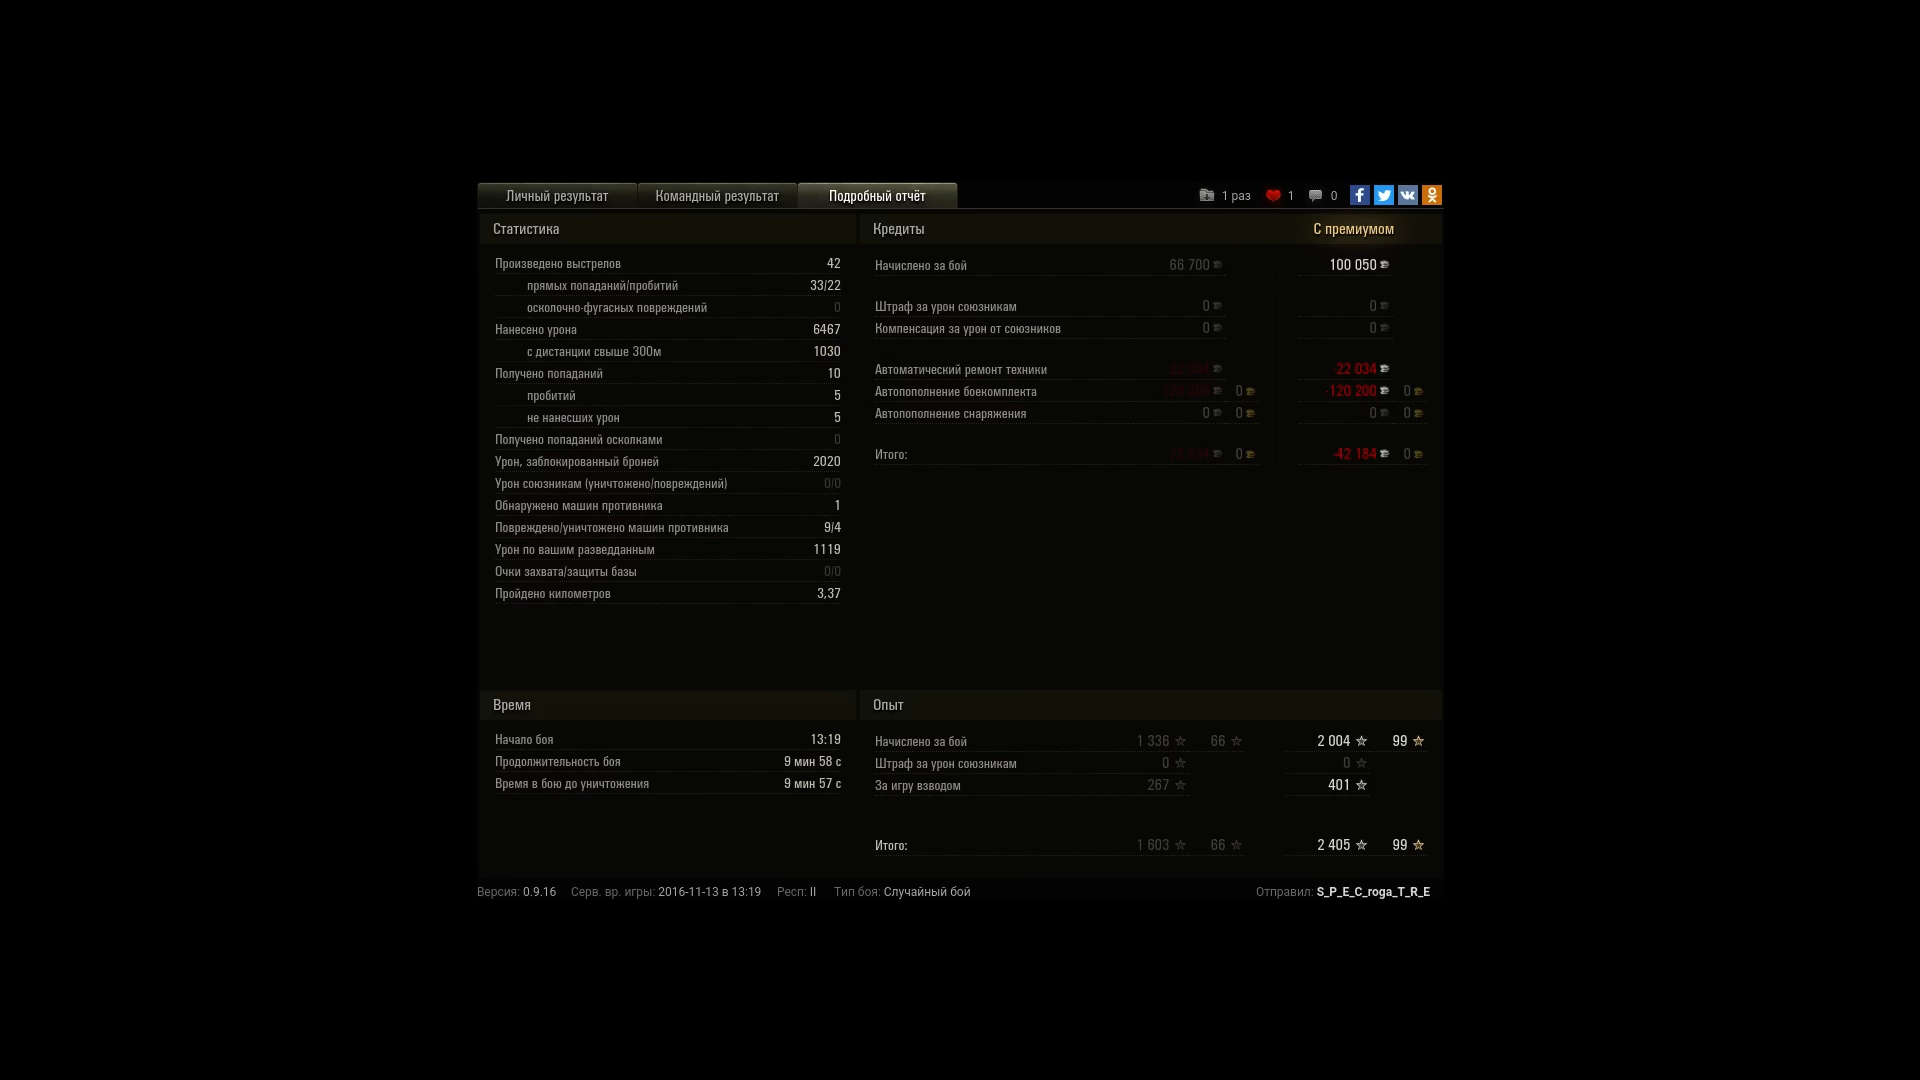 Личный результат Командный результат Подробный отчёт 1 раз 1 0
Статистика
Произведено выстрелов 42
прямых попаданий/пробитий 33/22
осколочно-фугасных повреждений 0
Нанесено урона 6467
с дистанции свыше 300м 1030
Получено попаданий 10
пробитий 5
не нанесших урон 5
Получено попаданий осколками 0
Урон, заблокированный броней 2020
Урон союзникам (уничтожено/повреждений) 0/0
Обнаружено машин противника 1
Повреждено/уничтожено машин противника 9/4
Урон по вашим разведданным 1119
Очки захвата/защиты базы 0/0
Пройдено километров 3,37
Кредиты С премиумом
Начислено за бой 66 700 100 050
Штраф за урон союзникам 0 0
Компенсация за урон от союзников 0 0
Автоматический ремонт техники -22 034
Автопополнение боекомплекта 0 -120 200 0
Автопополнение снаряжения 0 0 0 0
Итого: 0 -42 184 0
Время
Начало боя 13:19
Продолжительность боя 9 мин 58 с
Время в бою до уничтожения 9 мин 57 с
Опыт
Начислено за бой 1 336 66 2 004 99
Штраф за урон союзникам 0 0
За игру взводом 267 401
Итого: 1 603 66 2 405 99
Версия: 0.9.16 Серв. вр. игры: 2016-11-13 в 13:19 Респ: II Тип боя: Случайный бой Отправил: S_P_E_C_roga_T_R_E